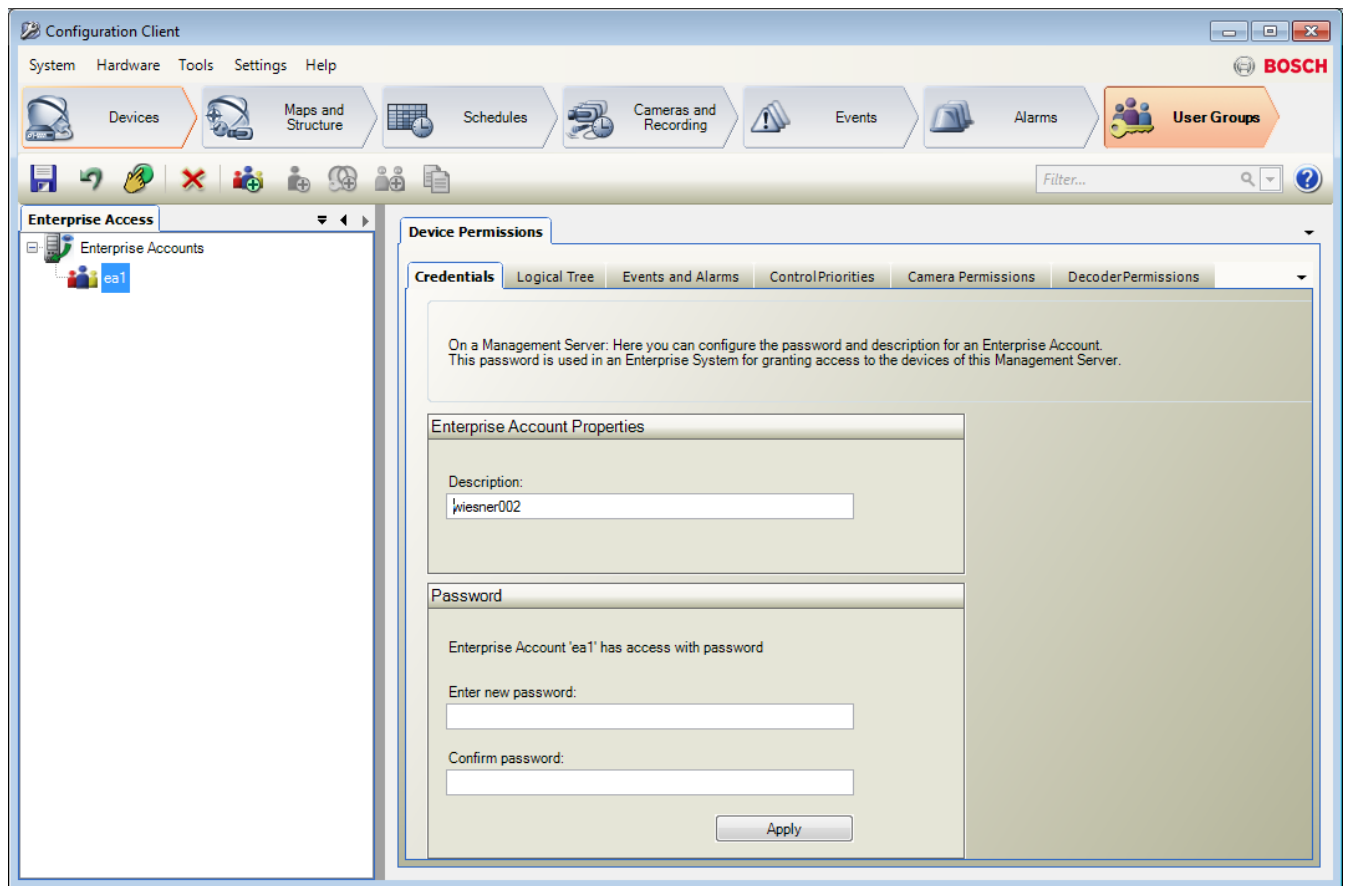 Configuration Client
System Hardware Tools Settings Help
BOSCH
Devices
Maps and
Structure
Schedules
Cameras and
Recording
Events
Alarms
User Groups
Filter...
Enterprise Access
Enterprise Accounts
ea1
Device Permissions
Credentials Logical Tree Events and Alarms ControlPriorities Camera Permissions DecoderPermissions
On a Management Server: Here you can configure the password and description for an Enterprise Account.
This password is used in an Enterprise System for granting access to the devices of this Management Server.
Enterprise Account Properties
Description:
wiesner002
Password
Enterprise Account 'ea1' has access with password
Enter new password:
Confirm password:
Apply